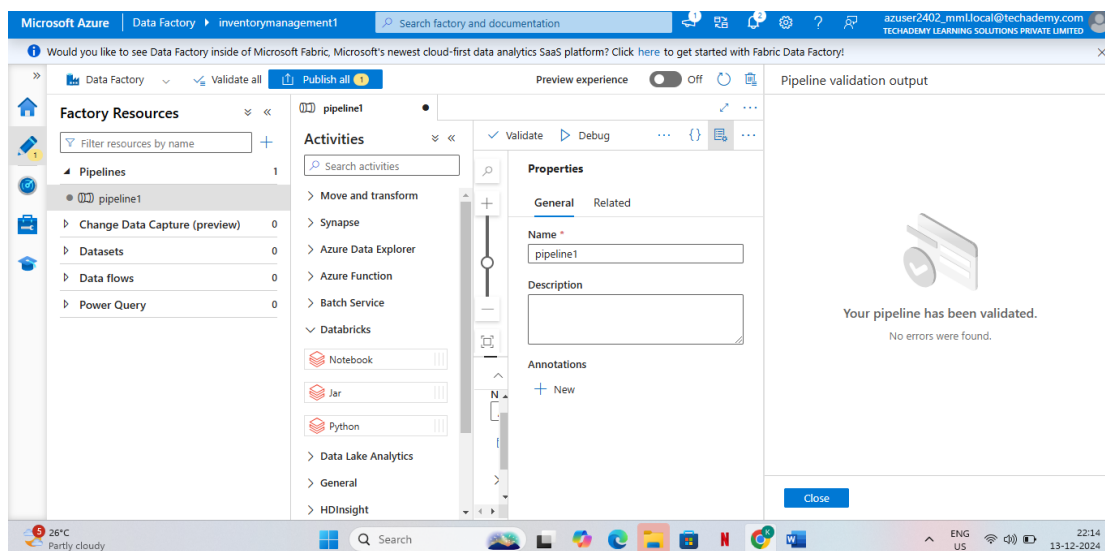 Microsoft Azure Data Factory inventorymanagement1 Search factory and documentation 1 2 azuser2402_mml.local@techademy.com
TECHADEMY LEARNING SOLUTIONS PRIVATE LIMITED
Would you like to see Data Factory inside of Microsoft Fabric, Microsoft's newest cloud-first data analytics SaaS platform? Click here to get started with Fabric Data Factory!
Data Factory Validate all Publish all 1 Preview experience Off
Pipeline validation output
Factory Resources
Filter resources by name
1
Pipelines 1
pipeline1
Change Data Capture (preview) 0
Datasets 0
Data flows 0
Power Query 0
pipeline1
Activities
Search activities
Move and transform
Synapse
Azure Data Explorer
Azure Function
Batch Service
Databricks
Notebook
Jar
Python
Data Lake Analytics
General
HDInsight
Validate Debug
Properties
General Related
Name *
pipeline1
Description
Annotations
New
N
Your pipeline has been validated.
No errors were found.
Close
5 26°C
Partly cloudy
Search
ENG
US
22:14
13-12-2024